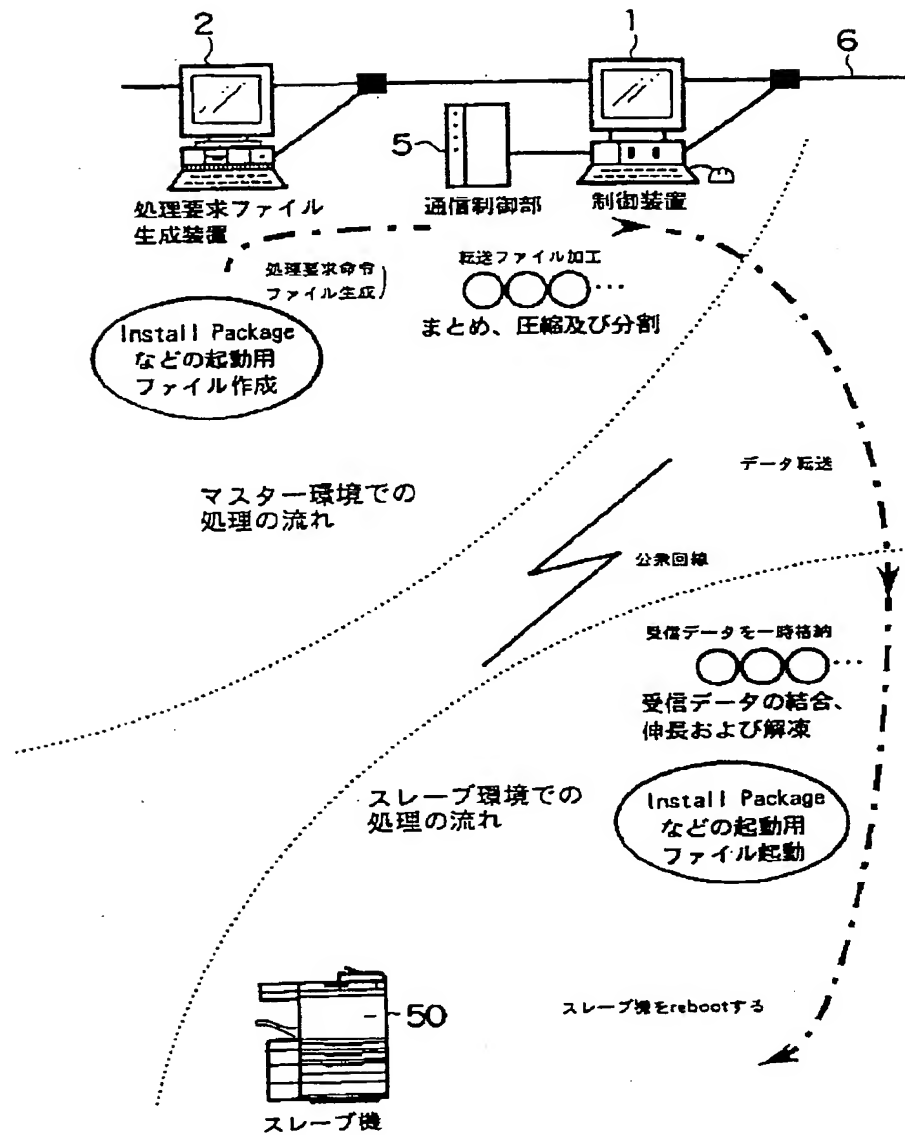 2
1
6
5
処理要求ファイル
生成装置
通信制御部
制御装置
処理要求命令
ファイル生成
転送ファイル加工
まとめ、圧縮及び分割
Install Package
などの起動用
ファイル作成
マスター環境での
処理の流れ
データ転送
公衆回線
受信データを一時格納
受信データの結合、
伸長および解凍
スレーブ環境での
処理の流れ
Install Package
などの起動用
ファイル起動
50
スレーブ機をrebootする
スレーブ機